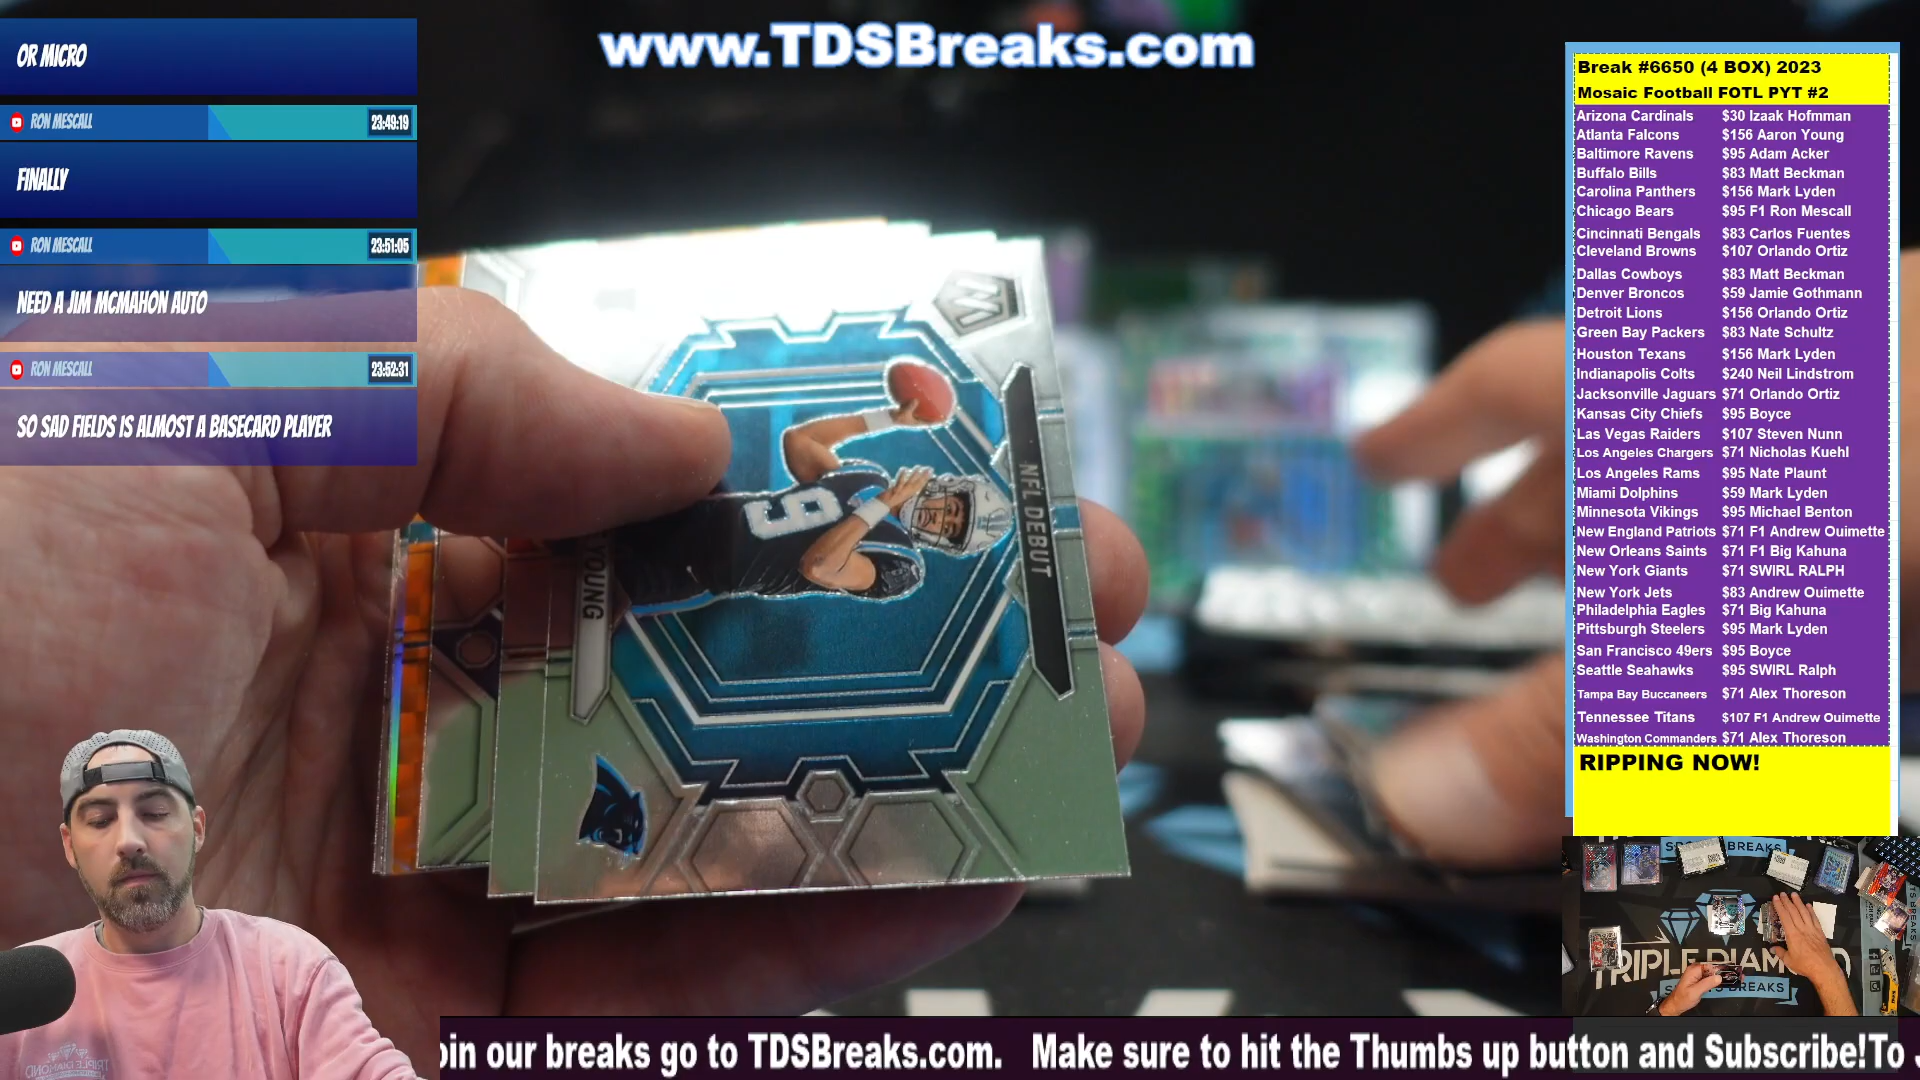 www.TDSBreaks.com
OR MICRO
RON MESCALL 23:49:19
FINALLY
RON MESCALL 23:51:05
NEED A JIM MCMAHON AUTO
RON MESCALL 23:52:31
SO SAD FIELDS IS ALMOST A BASECARD PLAYER
NFL DEBUT
9
YOUNG
Break #6650 (4 BOX) 2023
Mosaic Football FOTL PYT #2
Arizona Cardinals $30 Izaak Hofmman
Atlanta Falcons $156 Aaron Young
Baltimore Ravens $95 Adam Acker
Buffalo Bills $83 Matt Beckman
Carolina Panthers $156 Mark Lyden
Chicago Bears $95 F1 Ron Mescall
Cincinnati Bengals $83 Carlos Fuentes
Cleveland Browns $107 Orlando Ortiz
Dallas Cowboys $83 Matt Beckman
Denver Broncos $59 Jamie Gothmann
Detroit Lions $156 Orlando Ortiz
Green Bay Packers $83 Nate Schultz
Houston Texans $156 Mark Lyden
Indianapolis Colts $240 Neil Lindstrom
Jacksonville Jaguars $71 Orlando Ortiz
Kansas City Chiefs $95 Boyce
Las Vegas Raiders $107 Steven Nunn
Los Angeles Chargers $71 Nicholas Kuehl
Los Angeles Rams $95 Nate Plaunt
Miami Dolphins $59 Mark Lyden
Minnesota Vikings $95 Michael Benton
New England Patriots $71 F1 Andrew Ouimette
New Orleans Saints $71 F1 Big Kahuna
New York Giants $71 SWIRL RALPH
New York Jets $83 Andrew Ouimette
Philadelphia Eagles $71 Big Kahuna
Pittsburgh Steelers $95 Mark Lyden
San Francisco 49ers $95 Boyce
Seattle Seahawks $95 SWIRL Ralph
Tampa Bay Buccaneers $71 Alex Thoreson
Tennessee Titans $107 F1 Andrew Ouimette
Washington Commanders $71 Alex Thoreson
RIPPING NOW!
TRIPLE DIAMOND
BREAKS
oin our breaks go to TDSBreaks.com. Make sure to hit the Thumbs up button and Subscribe!To J